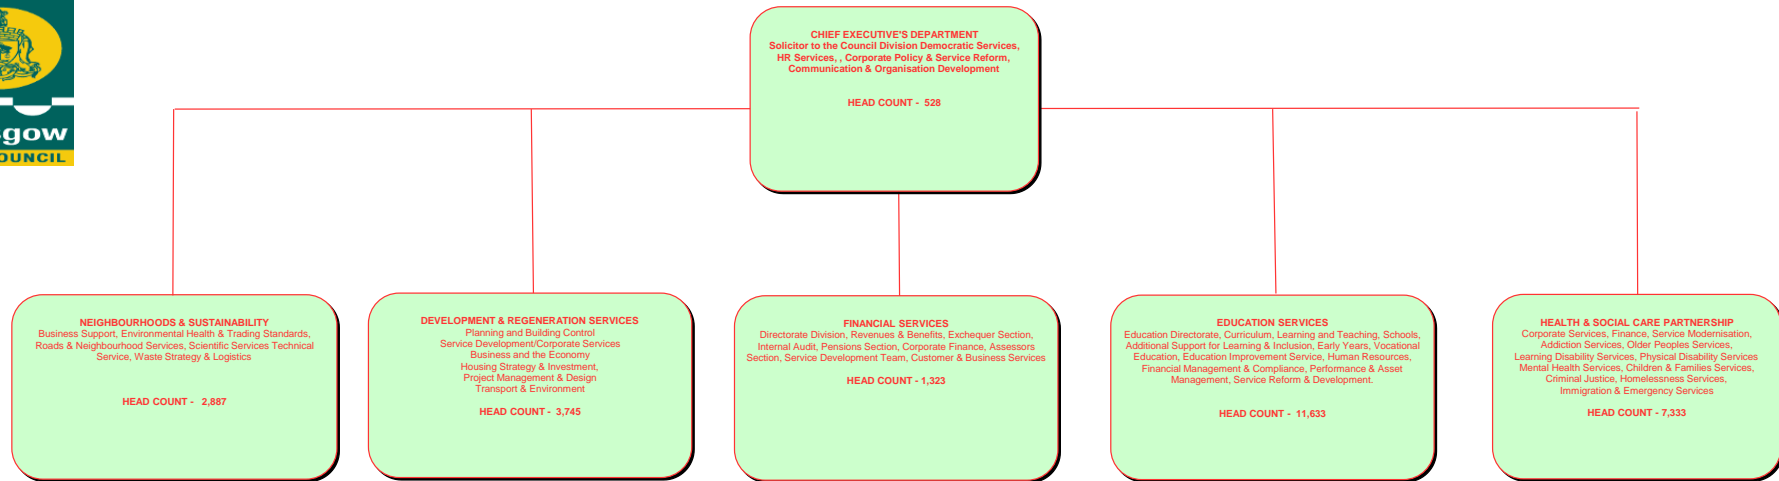 sgow
OUNCIL
CHIEF EXECUTIVE'S DEPARTMENT
Solicitor to the Council Division Democratic Services,
HR Services, , Corporate Policy & Service Reform,
Communication & Organisation Development
HEAD COUNT - 528
NEIGHBOURHOODS & SUSTAINABILITY
Business Support, Environmental Health & Trading Standards,
Roads & Neighbourhood Services, Scientific Services Technical
Service, Waste Strategy & Logistics
HEAD COUNT - 2,887
DEVELOPMENT & REGENERATION SERVICES
Planning and Building Control
Service Development/Corporate Services
Business and the Economy
Housing Strategy & Investment,
Project Management & Design
Transport & Environment
HEAD COUNT - 3,745
FINANCIAL SERVICES
Directorate Division, Revenues & Benefits, Exchequer Section,
Internal Audit, Pensions Section, Corporate Finance, Assessors
Section, Service Development Team, Customer & Business Services
HEAD COUNT - 1,323
EDUCATION SERVICES
Education Directorate, Curriculum, Learning and Teaching, Schools,
Additional Support for Learning & Inclusion, Early Years, Vocational
Education, Education Improvement Service, Human Resources,
Financial Management & Compliance, Performance & Asset
Management, Service Reform & Development.
HEAD COUNT - 11,633
HEALTH & SOCIAL CARE PARTNERSHIP
Corporate Services, Finance, Service Modernisation,
Addiction Services, Older Peoples Services,
Learning Disability Services, Physical Disability Services
Mental Health Services, Children & Families Services,
Criminal Justice, Homelessness Services,
Immigration & Emergency Services
HEAD COUNT - 7,333